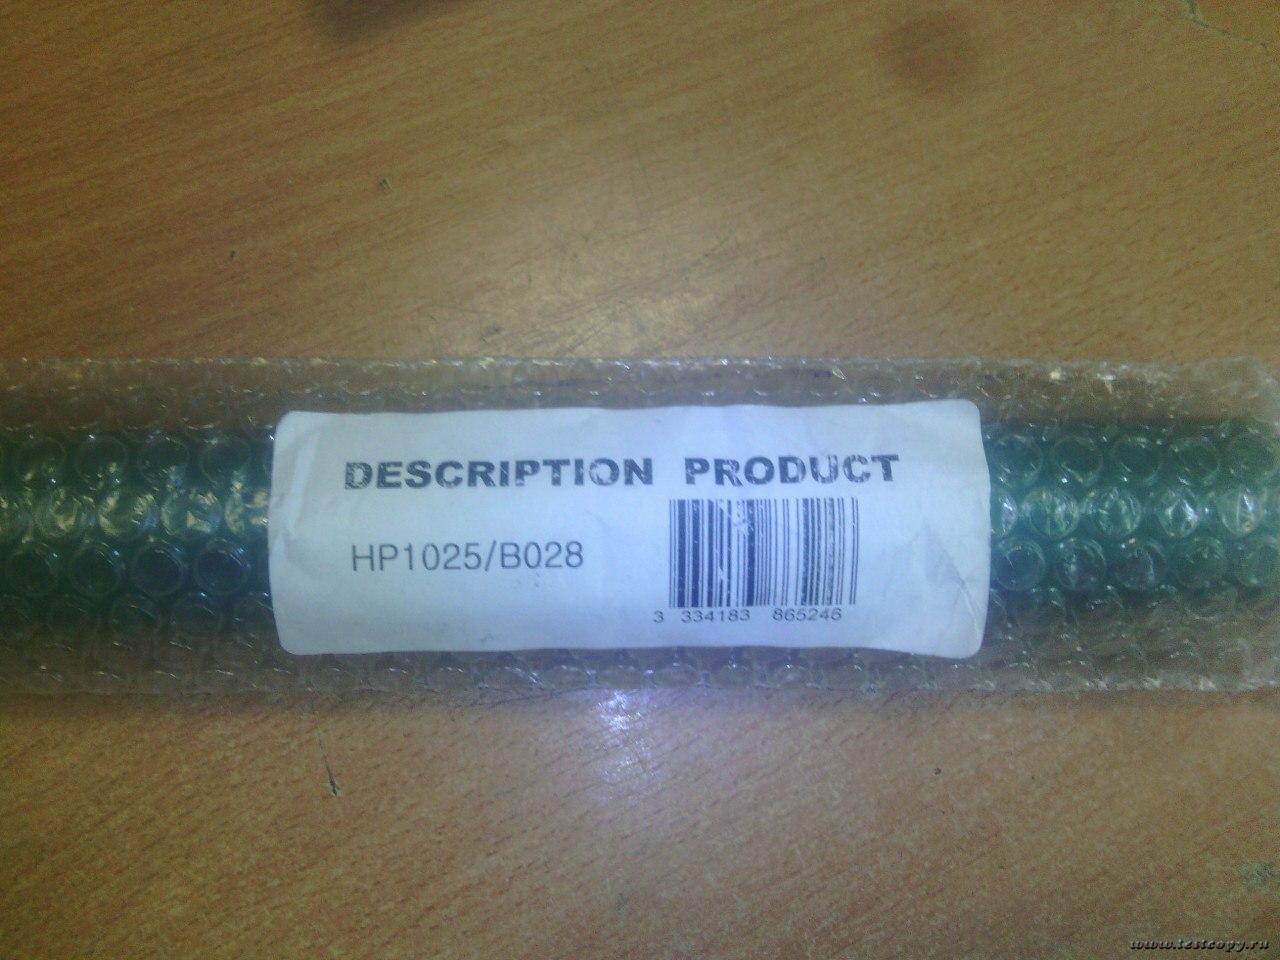 DESCRIPTION PRODUCT
HP1025/B028
3 334183 865246
www.testcopy.ru